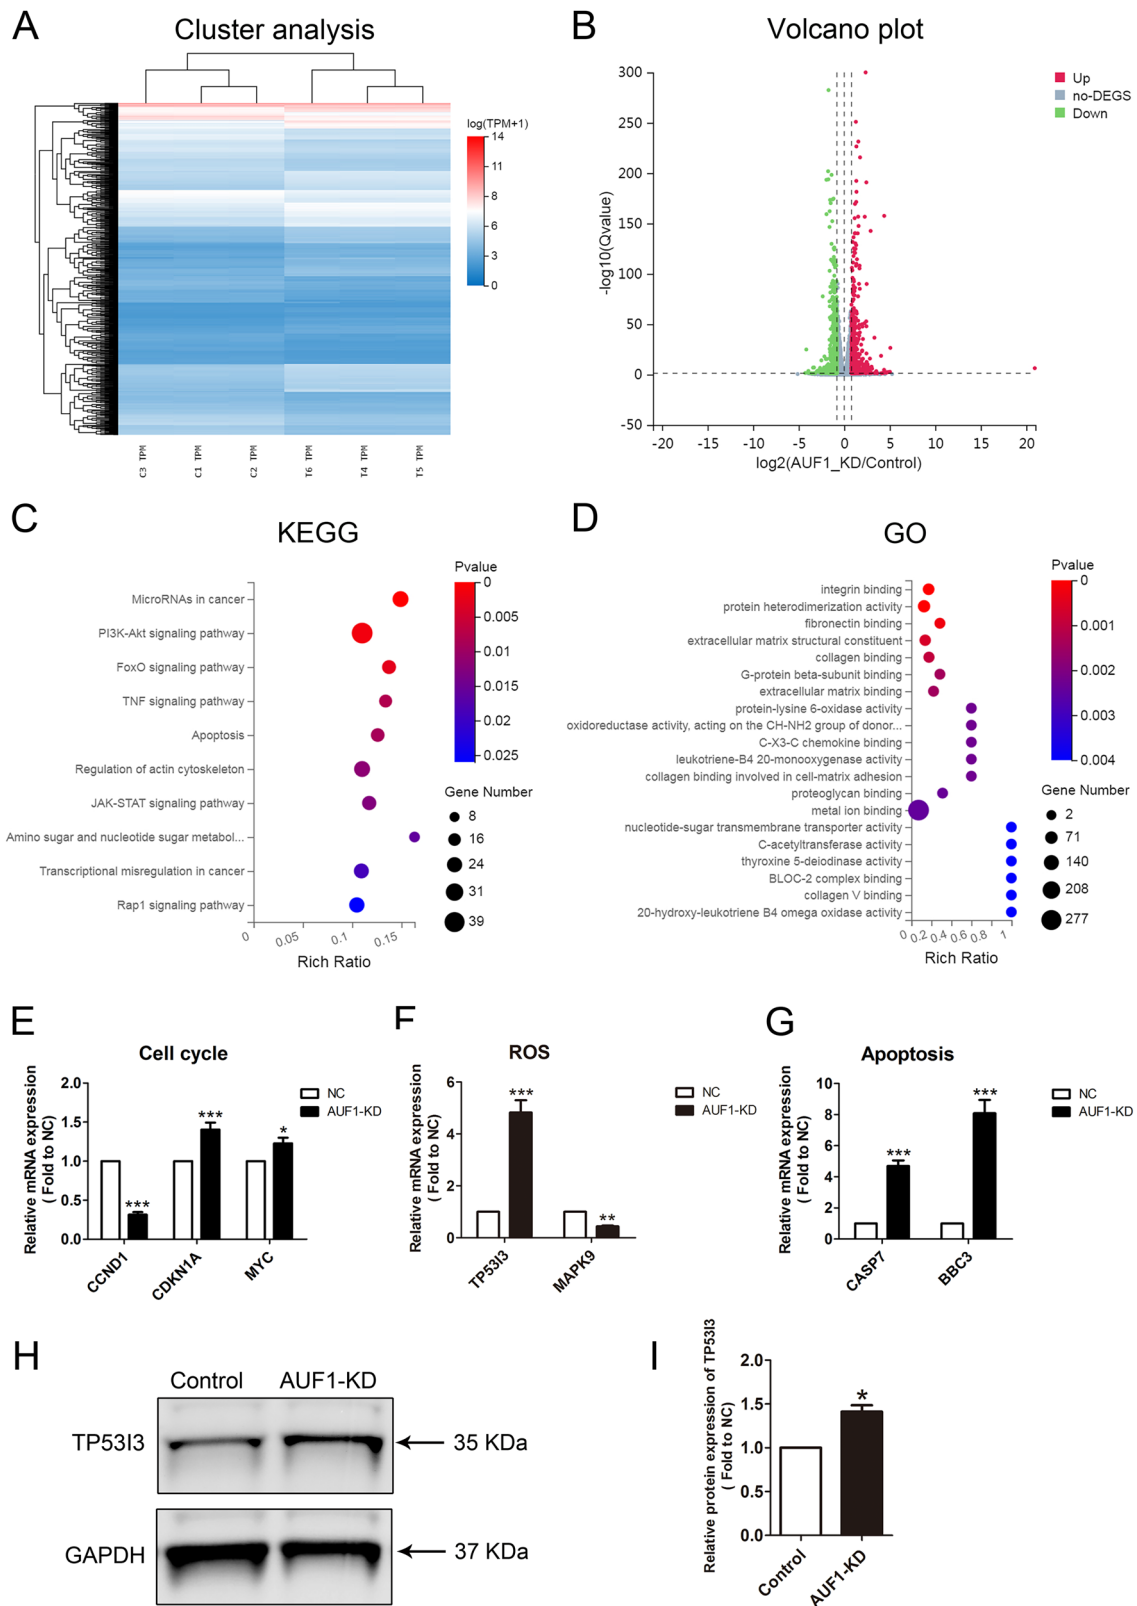 A
Cluster analysis
log(TPM+1)
14
11
8
6
3
0
C3 TPM
C1 TPM
C2 TPM
T6 TPM
T4 TPM
T5 TPM
B
Volcano plot
Up
no-DEGS
Down
-log10(Qvalue)
300
250
200
150
100
50
0
-50
-20
-15
-10
-5
0
5
10
15
20
log2(AUF1_KD/Control)
C
KEGG
MicroRNAs in cancer
PI3K-Akt signaling pathway
FoxO signaling pathway
TNF signaling pathway
Apoptosis
Regulation of actin cytoskeleton
JAK-STAT signaling pathway
Amino sugar and nucleotide sugar metabol...
Transcriptional misregulation in cancer
Rap1 signaling pathway
0
0.05
0.1
0.15
Rich Ratio
Pvalue
0
0.005
0.01
0.015
0.02
0.025
Gene Number
8
16
24
31
39
D
GO
integrin binding
protein heterodimerization activity
fibronectin binding
extracellular matrix structural constituent
collagen binding
G-protein beta-subunit binding
extracellular matrix binding
protein-lysine 6-oxidase activity
oxidoreductase activity, acting on the CH-NH2 group of donor...
C-X3-C chemokine binding
leukotriene-B4 20-monooxygenase activity
collagen binding involved in cell-matrix adhesion
proteoglycan binding
metal ion binding
nucleotide-sugar transmembrane transporter activity
C-acetyltransferase activity
thyroxine 5-deiodinase activity
BLOC-2 complex binding
collagen V binding
20-hydroxy-leukotriene B4 omega oxidase activity
0
0.2
0.4
0.6
0.8
1
Rich Ratio
Pvalue
0
0.001
0.002
0.003
0.004
Gene Number
2
71
140
208
277
E
Cell cycle
Relative mRNA expression
( Fold to NC)
2.0
1.5
1.0
0.5
0.0
***
***
*
NC
AUF1-KD
CCND1
CDKN1A
MYC
F
ROS
Relative mRNA expression
( Fold to NC)
6
4
2
0
***
**
NC
AUF1-KD
TP53I3
MAPK9
G
Apoptosis
Relative mRNA expression
( Fold to NC)
10
8
6
4
2
0
***
***
NC
AUF1-KD
CASP7
BBC3
H
Control
AUF1-KD
TP53I3
35 KDa
GAPDH
37 KDa
I
Relative protein expression of TP53I3
( Fold to NC)
2.0
1.5
1.0
0.5
0.0
*
Control
AUF1-KD